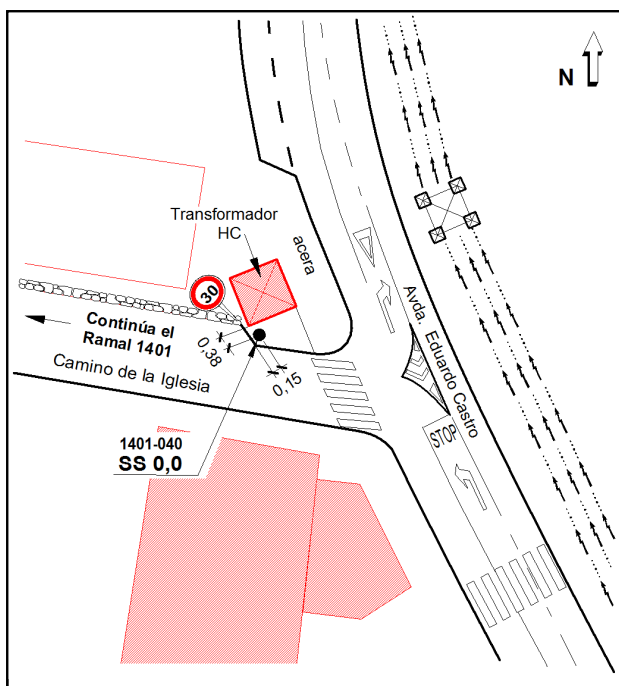 N
Transformador
HC
acera
30
Continúa el
Ramal 1401
Camino de la Iglesia
0,38
0,15
Avda Eduardo Castro
1401-040
SS 0,0
STOP